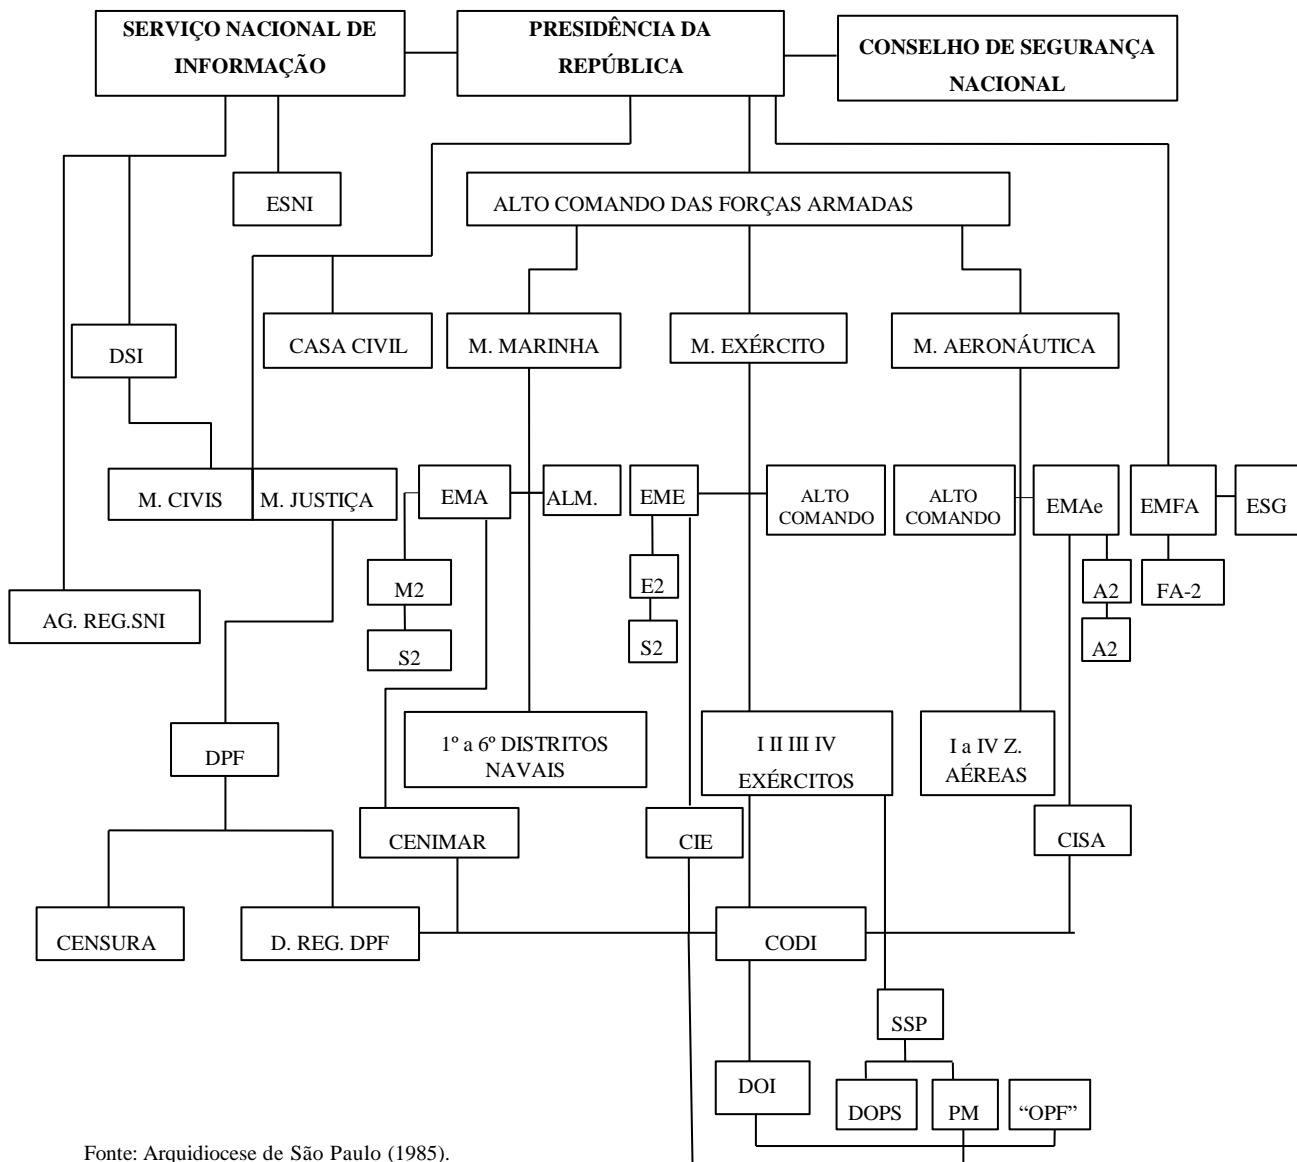 SERVIÇO NACIONAL DE
INFORMAÇÃO
PRESIDÊNCIA DA
REPÚBLICA
CONSELHO DE SEGURANÇA
NACIONAL
ESNI
ALTO COMANDO DAS FORÇAS ARMADAS
DSI
CASA CIVIL
M. MARINHA
M. EXÉRCITO
M. AERONÁUTICA
M. CIVIS
M. JUSTIÇA
EMA
ALM.
EME
ALTO
COMANDO
ALTO
COMANDO
EMAe
EMFA
ESG
AG. REG.SNI
M2
S2
E2
S2
A2
A2
FA-2
DPF
1º a 6º DISTRITOS
NAVAIS
I II III IV
EXÉRCITOS
I a IV Z.
AÉREAS
CENIMAR
CIE
CISA
CENSURA
D. REG. DPF
CODI
SSP
DOI
DOPS
PM
“OPF”
Fonte: Arquidiocese de São Paulo (1985).